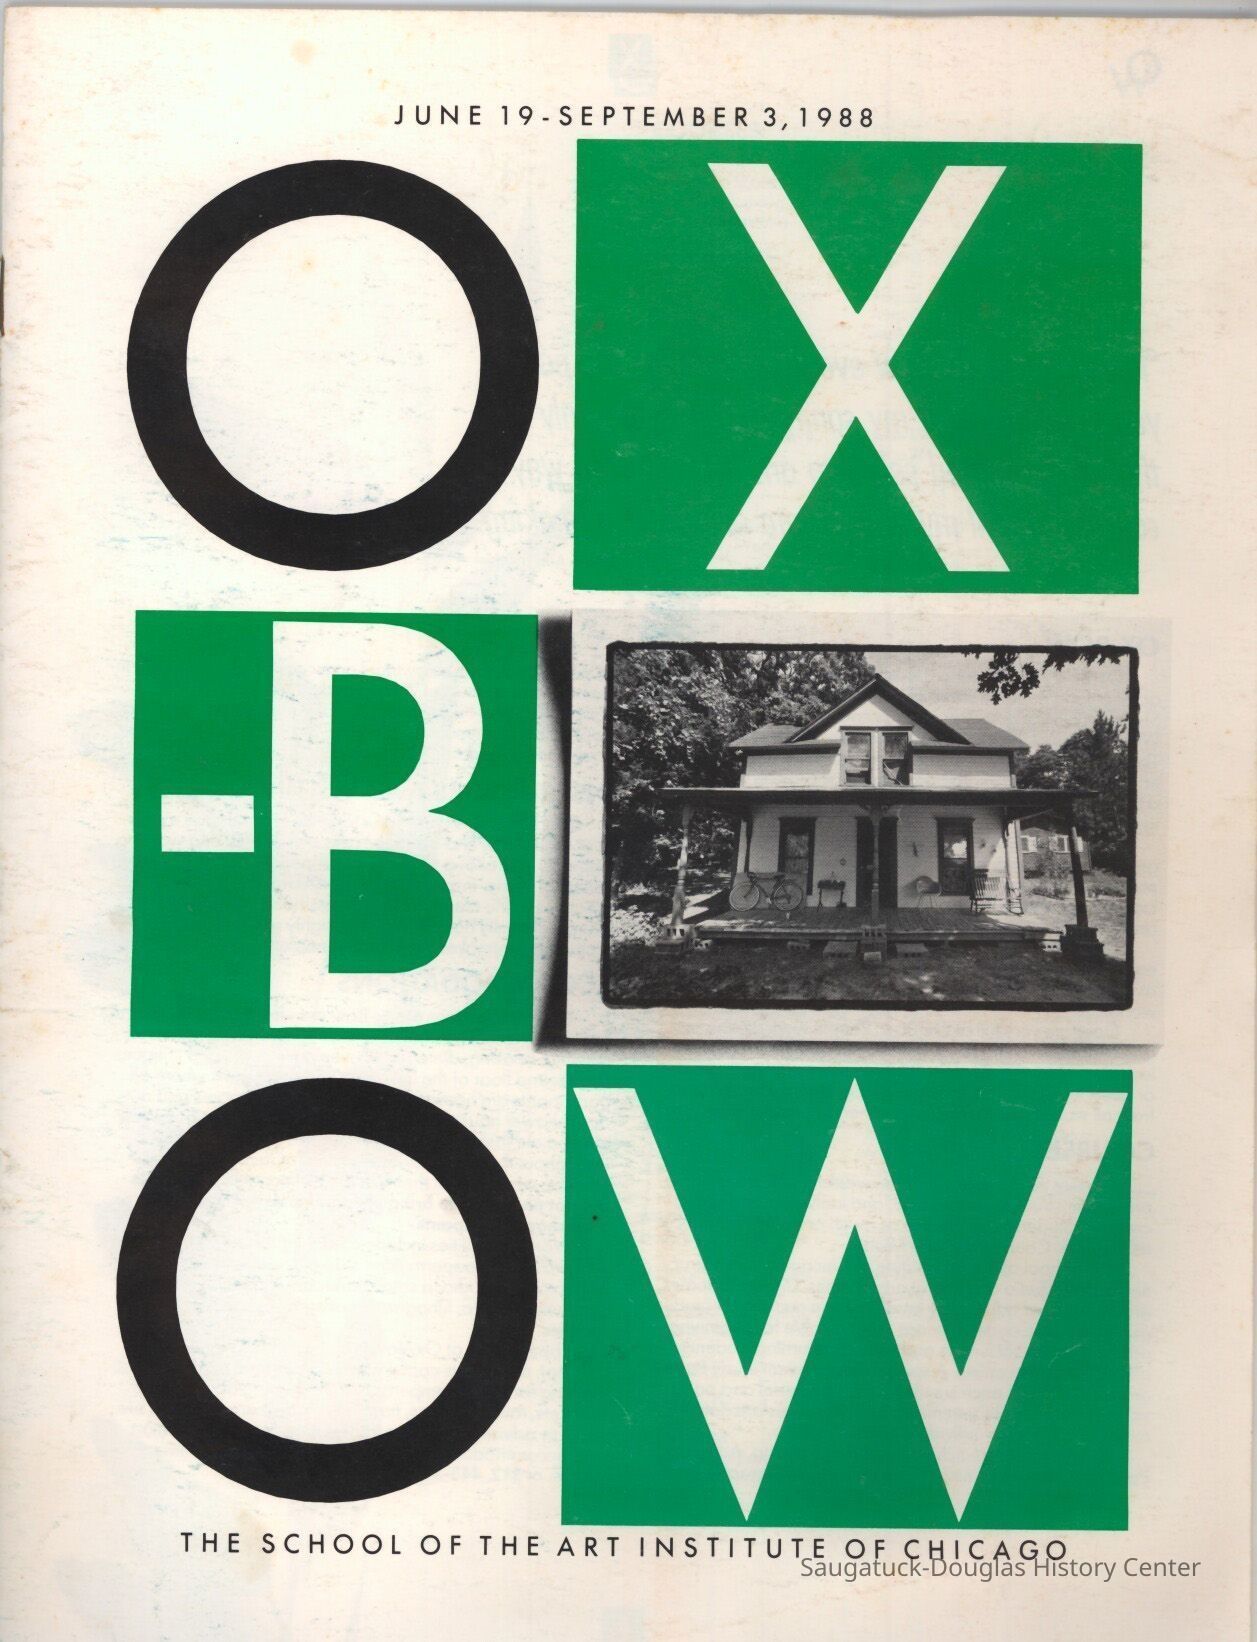 JUNE 19-SEPTEMBER 3, 1988
OX
-B
OW
THE SCHOOL OF THE ART INSTITUTE OF CHICAGO
Saugatuck-Douglas History Center